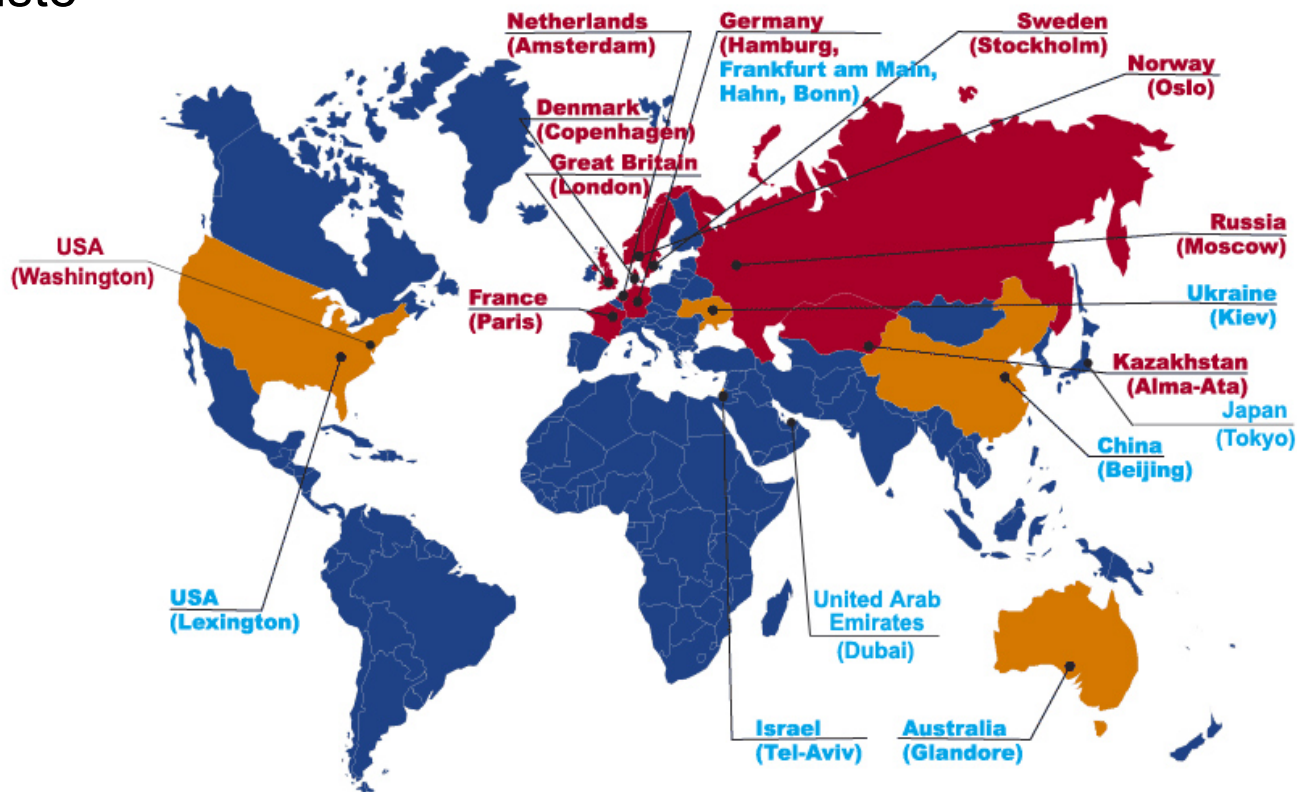 Netherlands
(Amsterdam)
Germany
(Hamburg,
Frankfurt am Main,
Hahn, Bonn)
Sweden
(Stockholm)
Norway
(Oslo)
Denmark
(Copenhagen)
Great Britain
(London)
USA
(Washington)
Russia
(Moscow)
France
(Paris)
Ukraine
(Kiev)
Kazakhstan
(Alma-Ata)
Japan
(Tokyo)
China
(Beijing)
USA
(Lexington)
United Arab
Emirates
(Dubai)
Israel
(Tel-Aviv)
Australia
(Glandore)